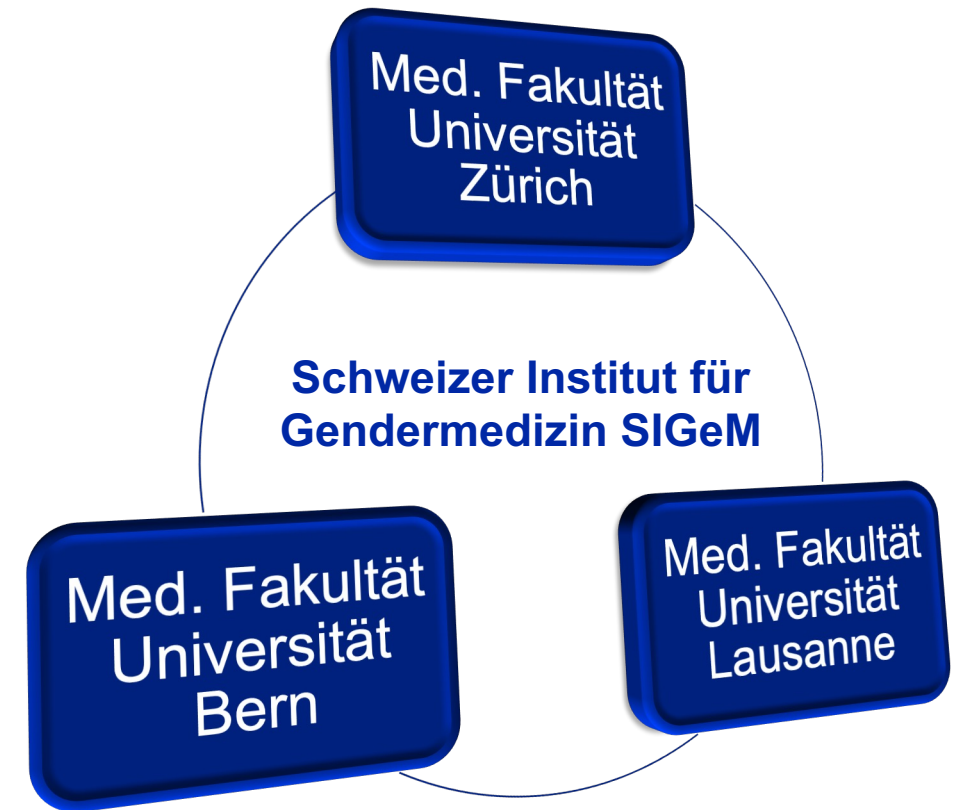 Med. Fakultät
Universität
Zürich
Schweizer Institut für
Gendermedizin SIGeM
Med. Fakultät
Universität
Bern
Med. Fakultät
Universität
Lausanne